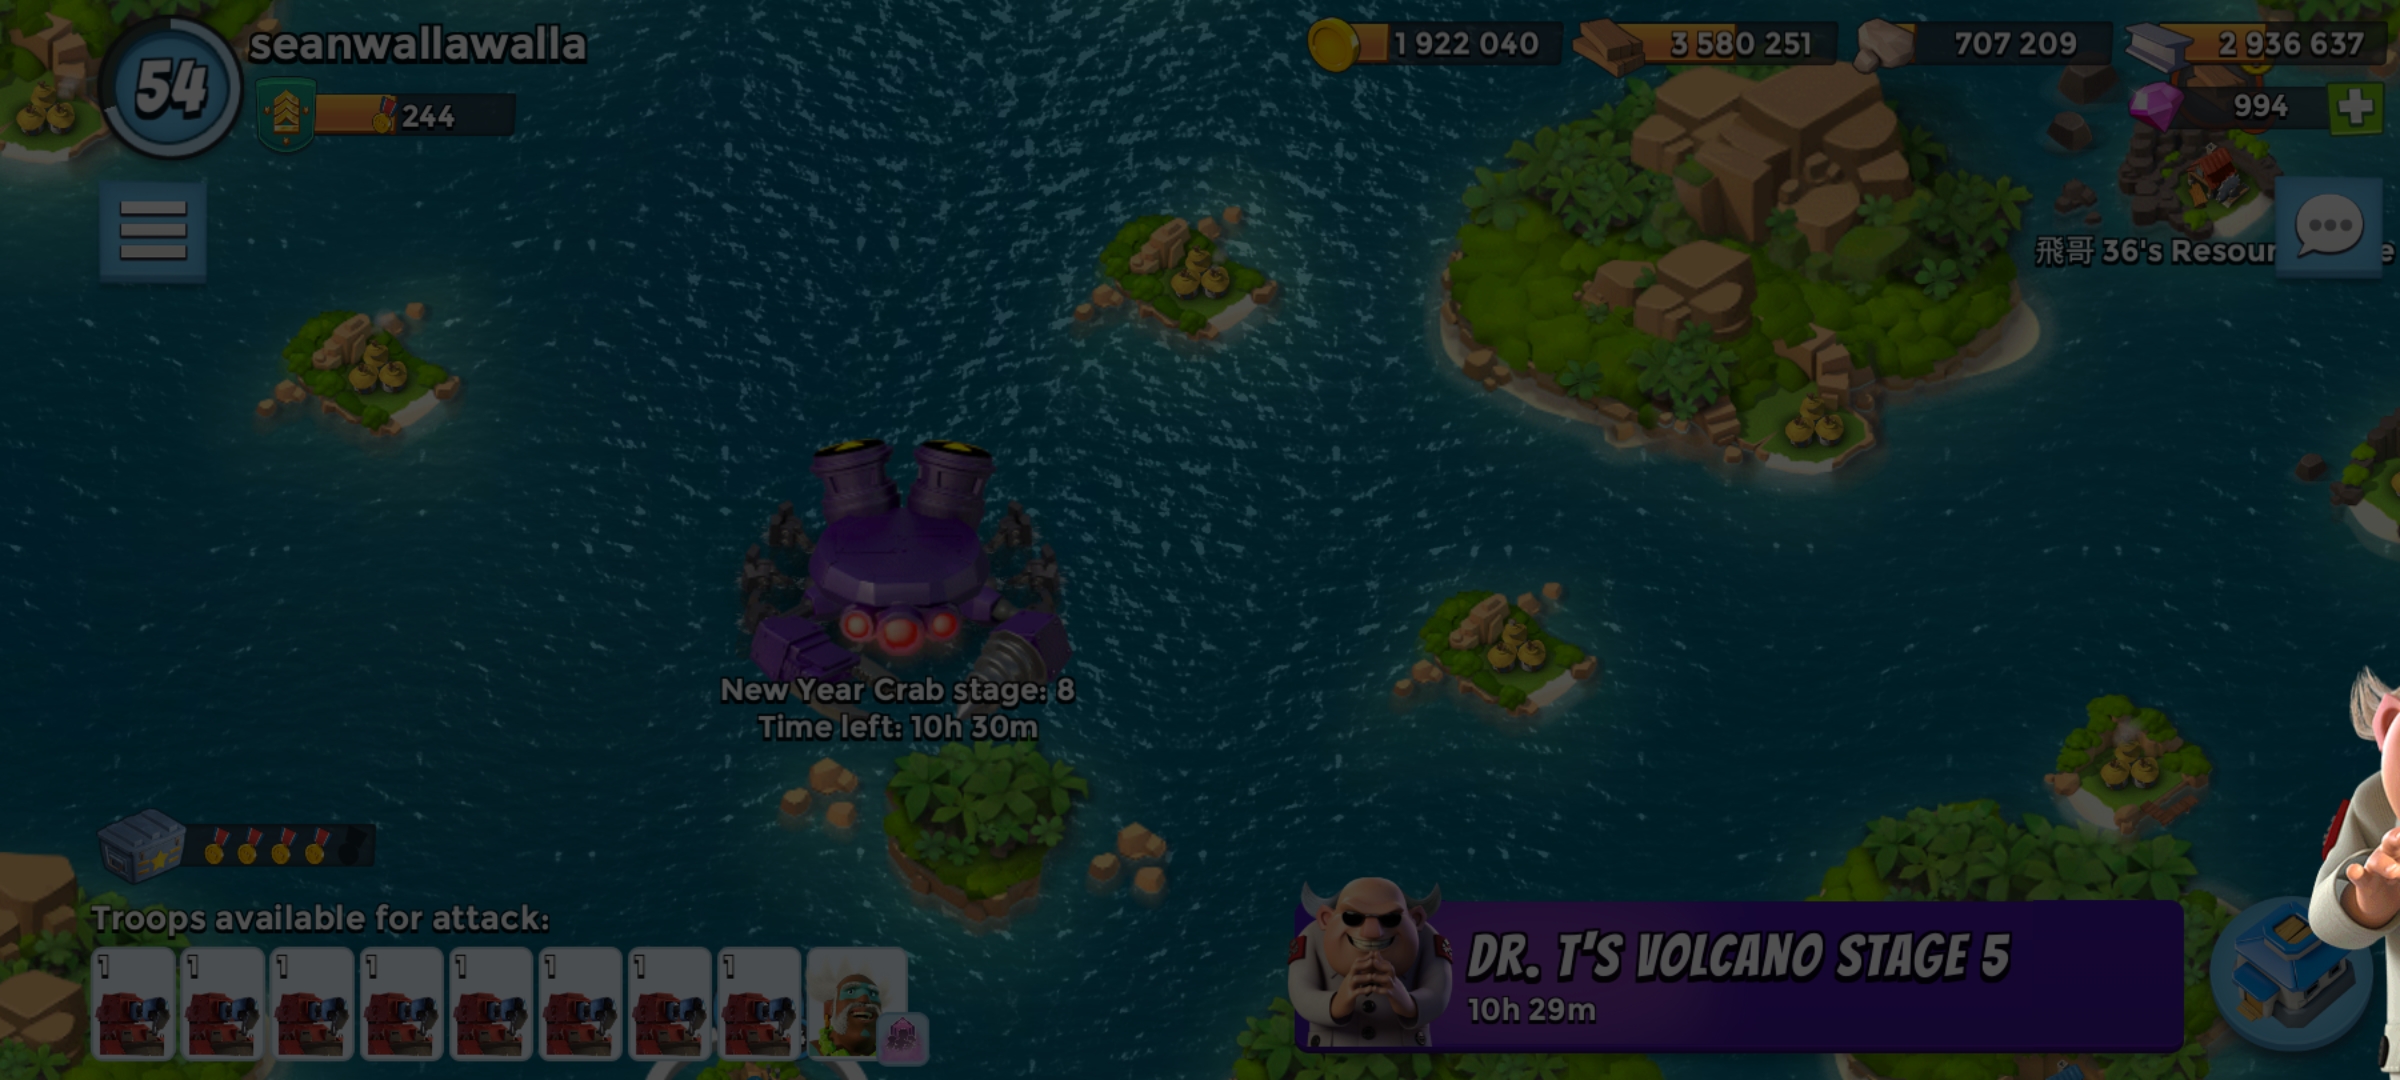 54
seanwallawalla
244
1 922 040
3 580 251
707 209
2 936 637
994
飛哥 36's Resour
New Year Crab stage: 8
Time left: 10h 30m
Troops available for attack:
1 1 1 1 1 1 1 1
DR. T'S VOLCANO STAGE 5
10h 29m